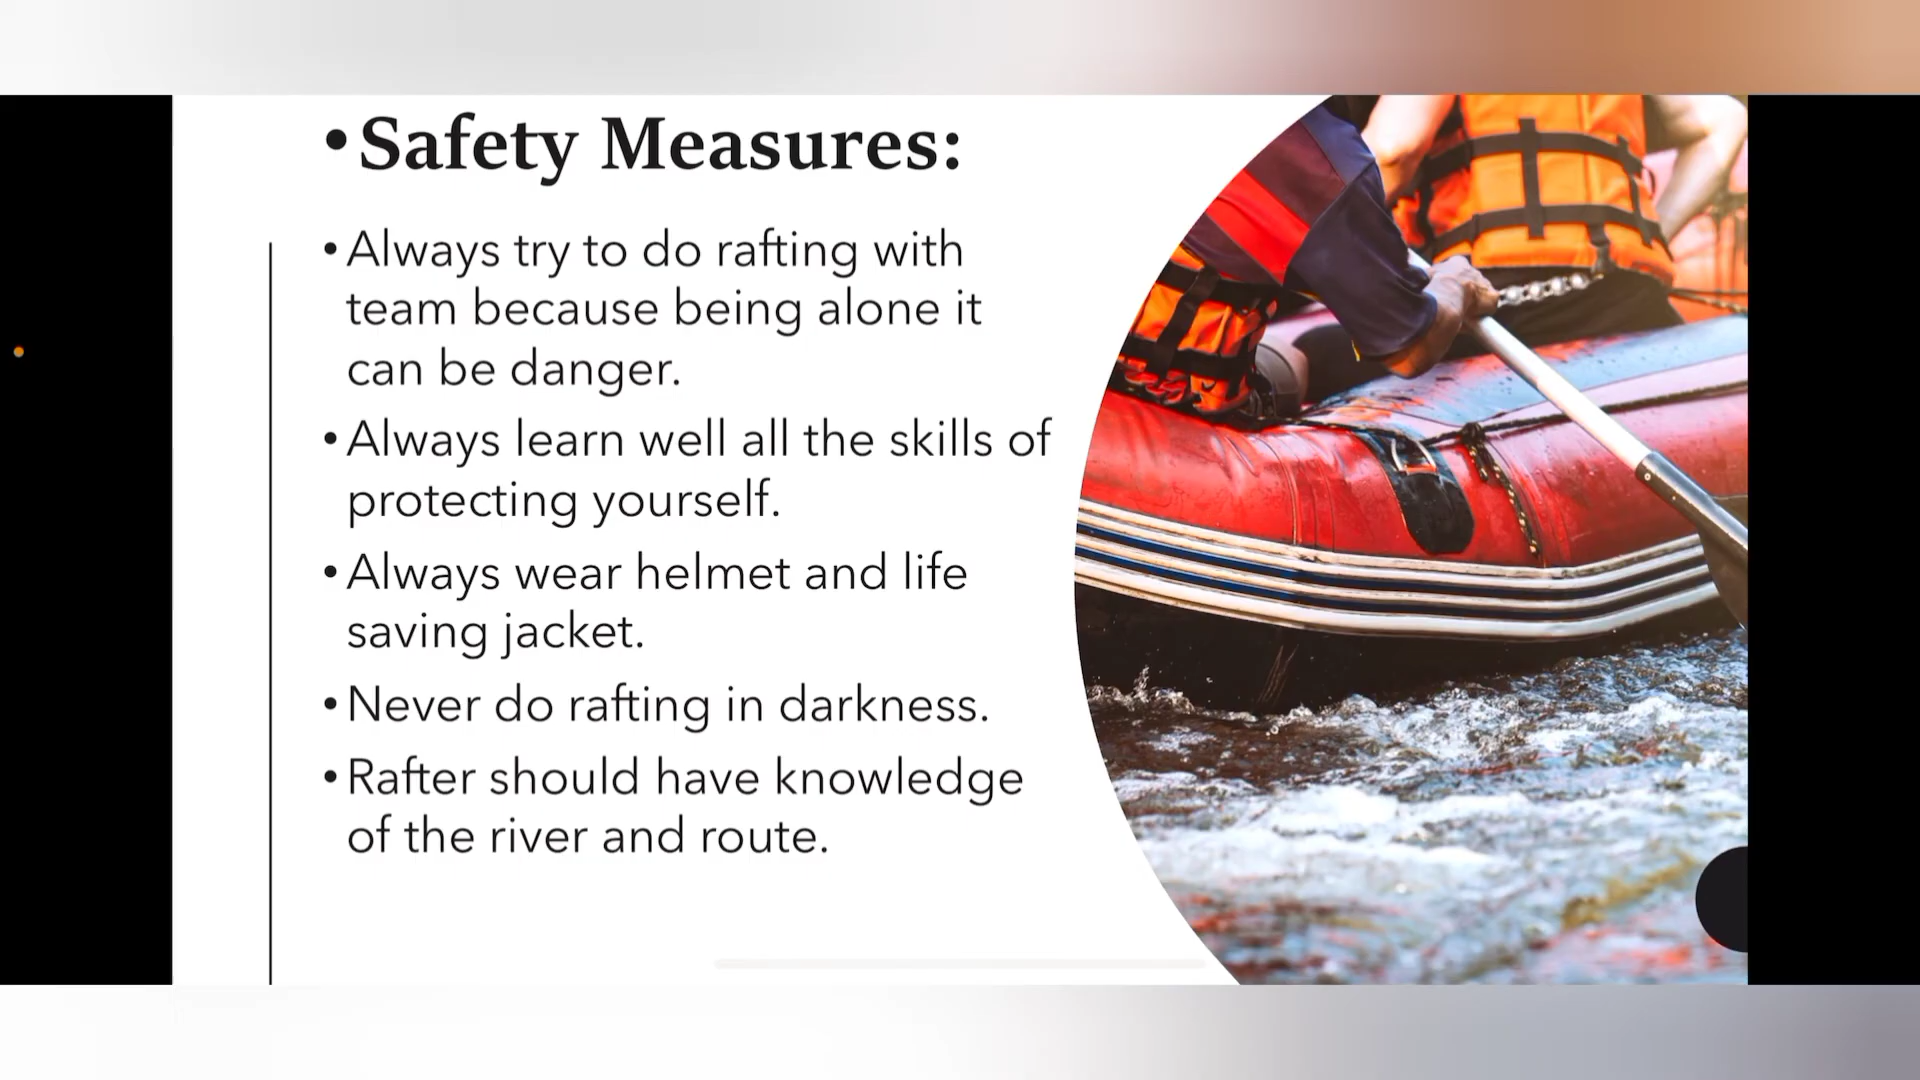 •Safety Measures:
•Always try to do rafting with
team because being alone it
can be danger.
•Always learn well all the skills of
protecting yourself.
•Always wear helmet and life
saving jacket.
•Never do rafting in darkness.
•Rafter should have knowledge
of the river and route.